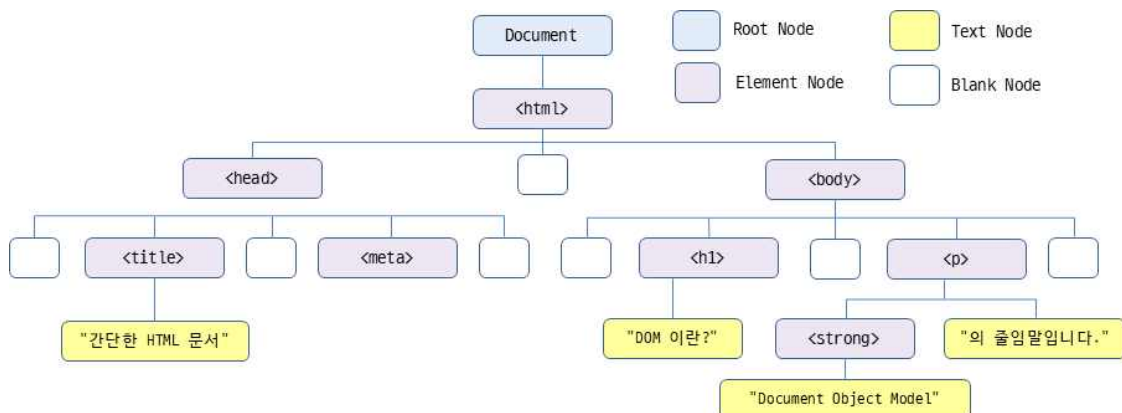 Document
Root Node
Text Node
Element Node
Blank Node
<html>
<head>
<body>
<title>
<meta>
<h1>
<p>
"간단한 HTML 문서"
"DOM 이란?"
<strong>
"의 줄임말입니다."
"Document Object Model"